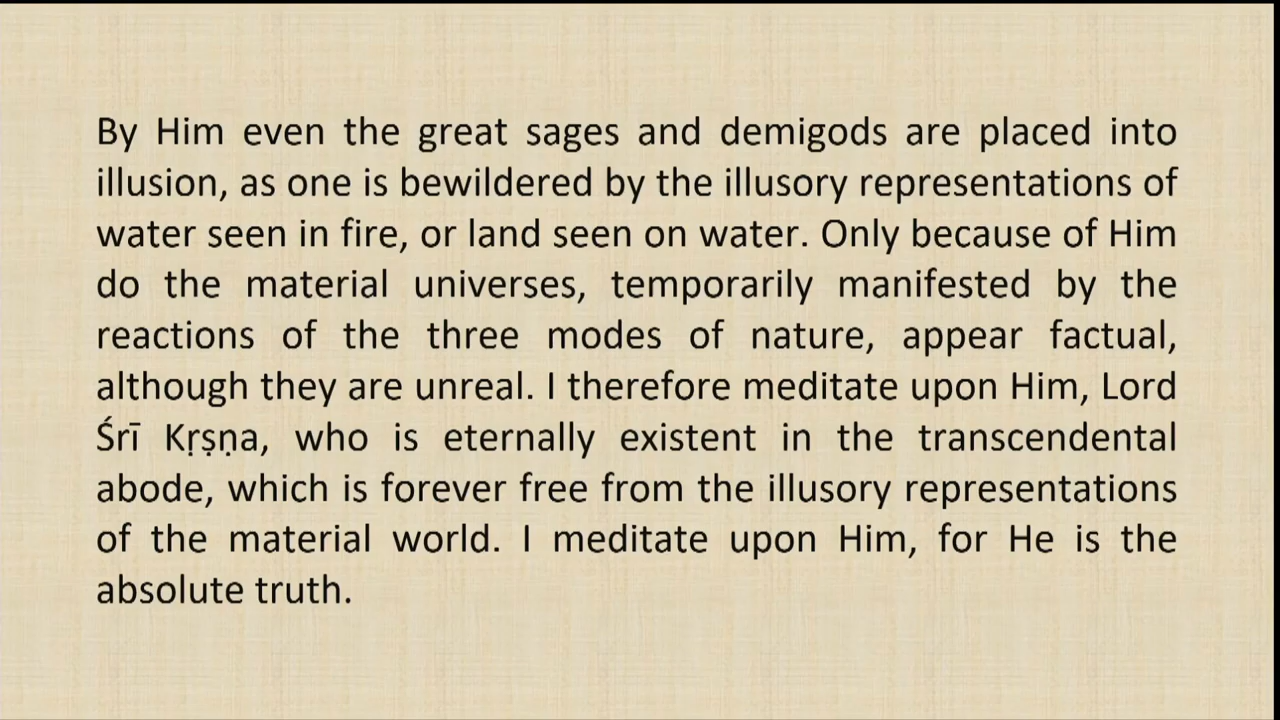 By Him even the great sages and demigods are placed into
illusion, as one is bewildered by the illusory representations of
water seen in fire, or land seen on water. Only because of Him
do the material universes, temporarily manifested by the
reactions of the three modes of nature, appear factual,
although they are unreal. I therefore meditate upon Him, Lord
Śrī Kṛṣṇa, who is eternally existent in the transcendental
abode, which is forever free from the illusory representations
of the material world. I meditate upon Him, for He is the
absolute truth.